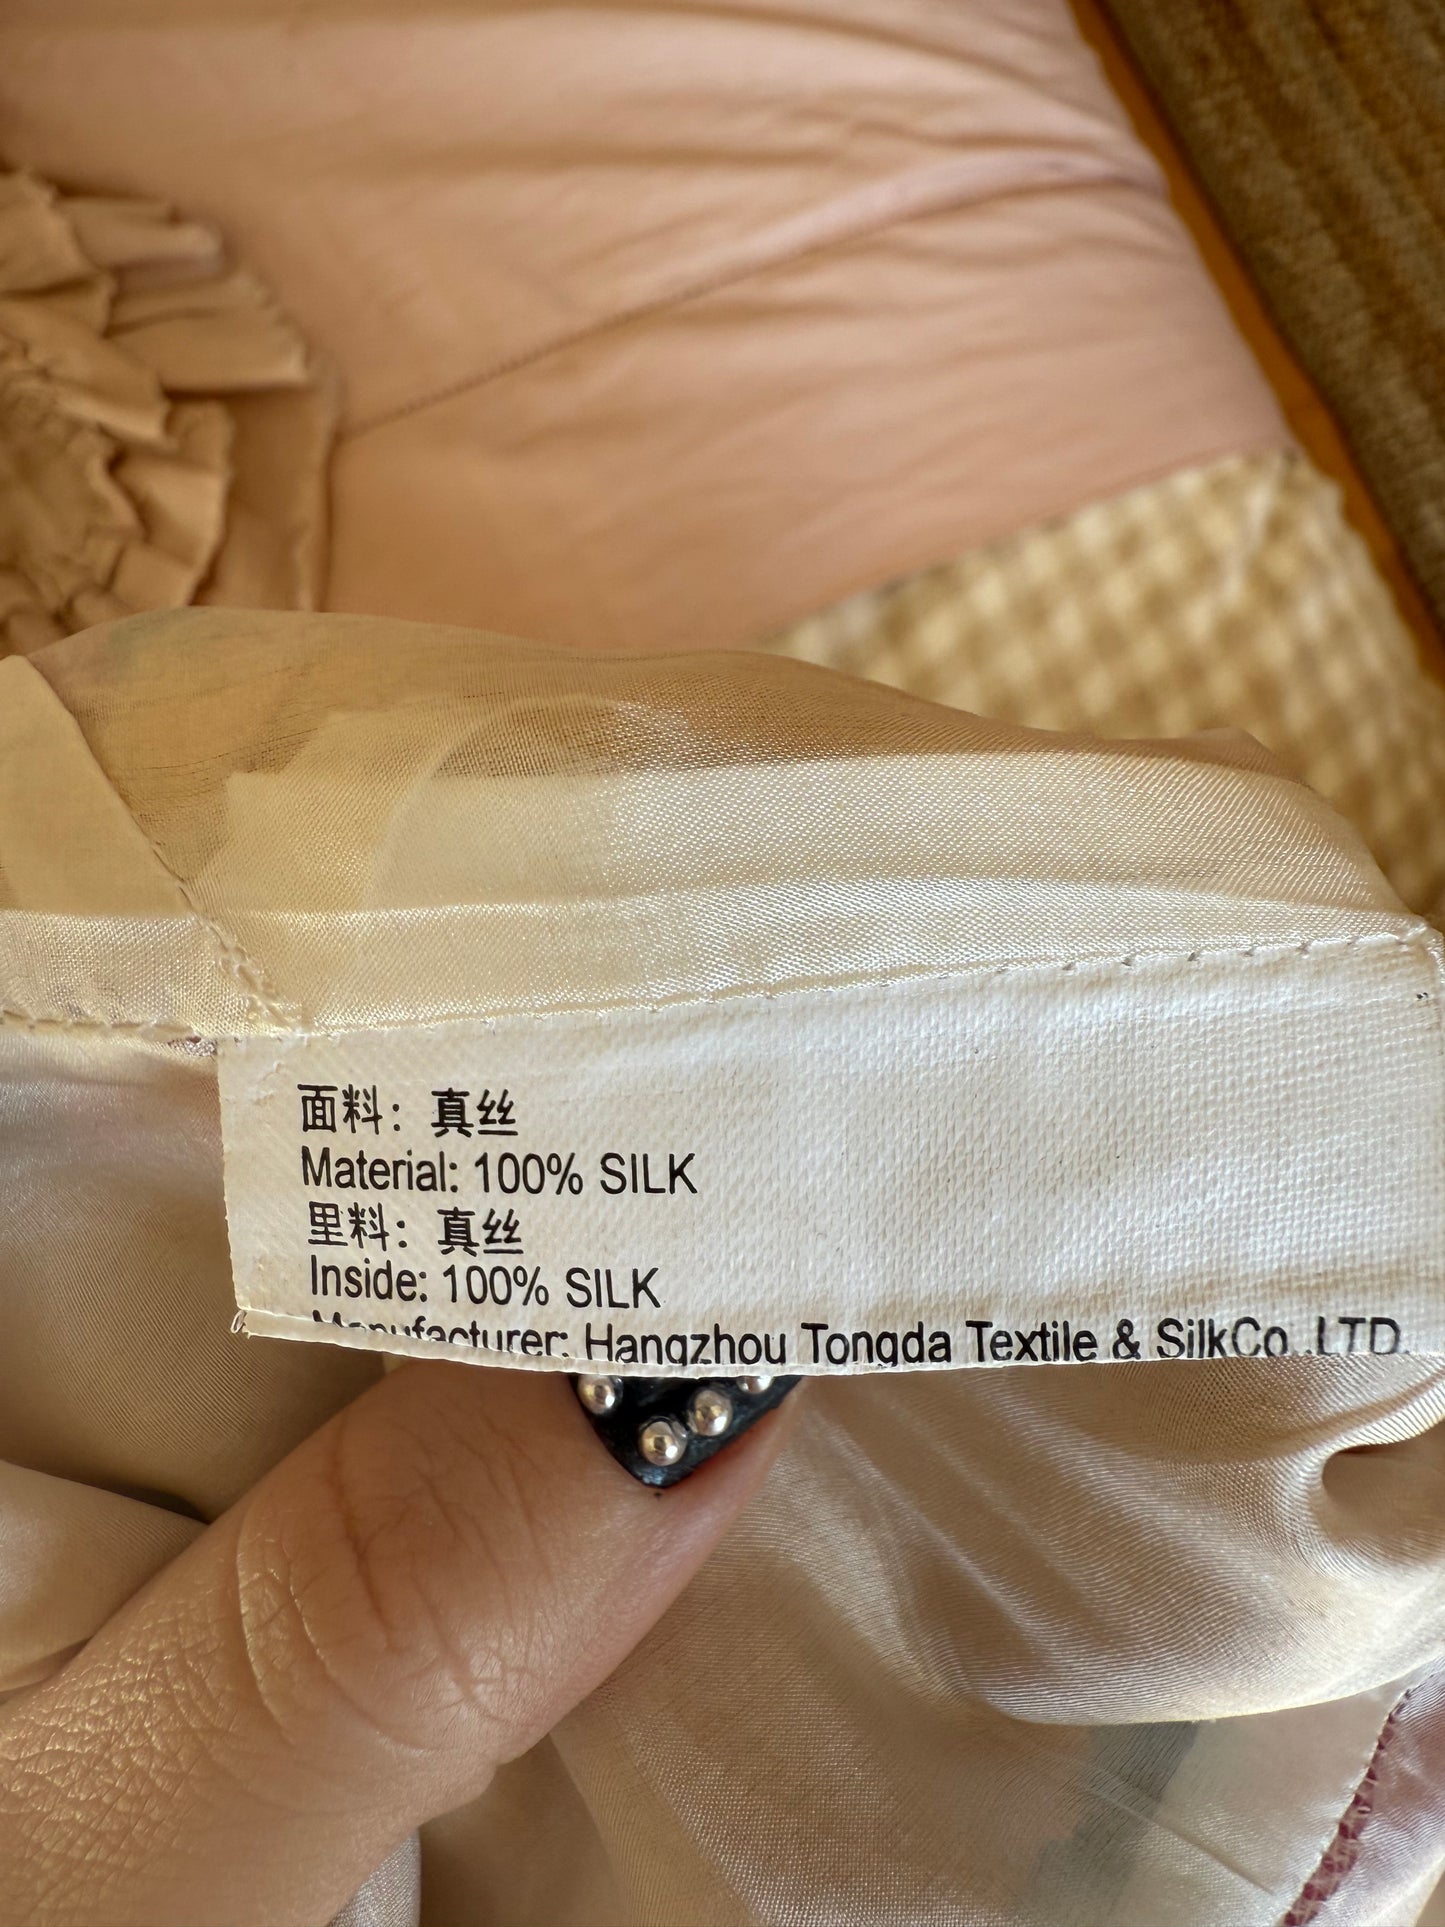 面料：真丝
Material: 100% SILK
里料：真丝
Inside: 100% SILK
Manufacturer: Hangzhou Tongda Textile & SilkCo.,LTD.